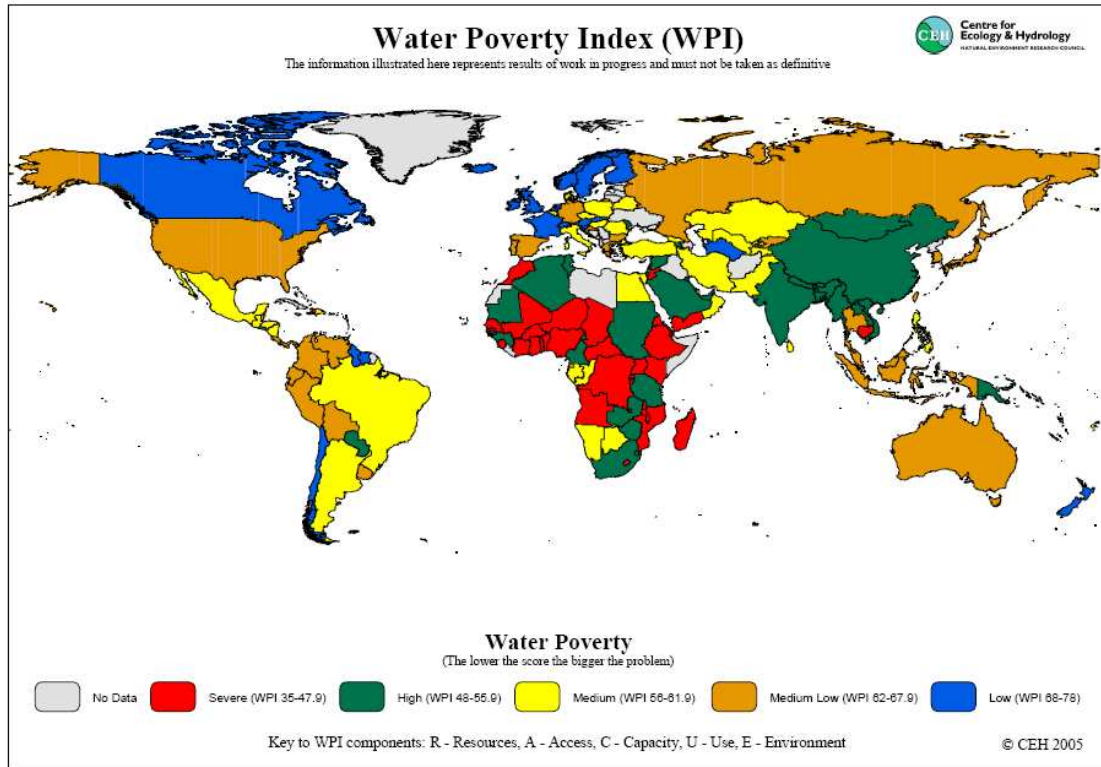 Water Poverty Index (WPI)
The information illustrated here represents results of work in progress and must not be taken as definitive
CEH
Centre for
Ecology & Hydrology
NATURAL ENVIRONMENT RESEARCH COUNCIL
Water Poverty
(The lower the score the bigger the problem)
No Data Severe (WPI 35-47.9) High (WPI 48-55.9) Medium (WPI 56-61.9) Medium Low (WPI 62-67.9) Low (WPI 68-78)
Key to WPI components: R - Resources, A - Access, C - Capacity, U - Use, E - Environment
© CEH 2005